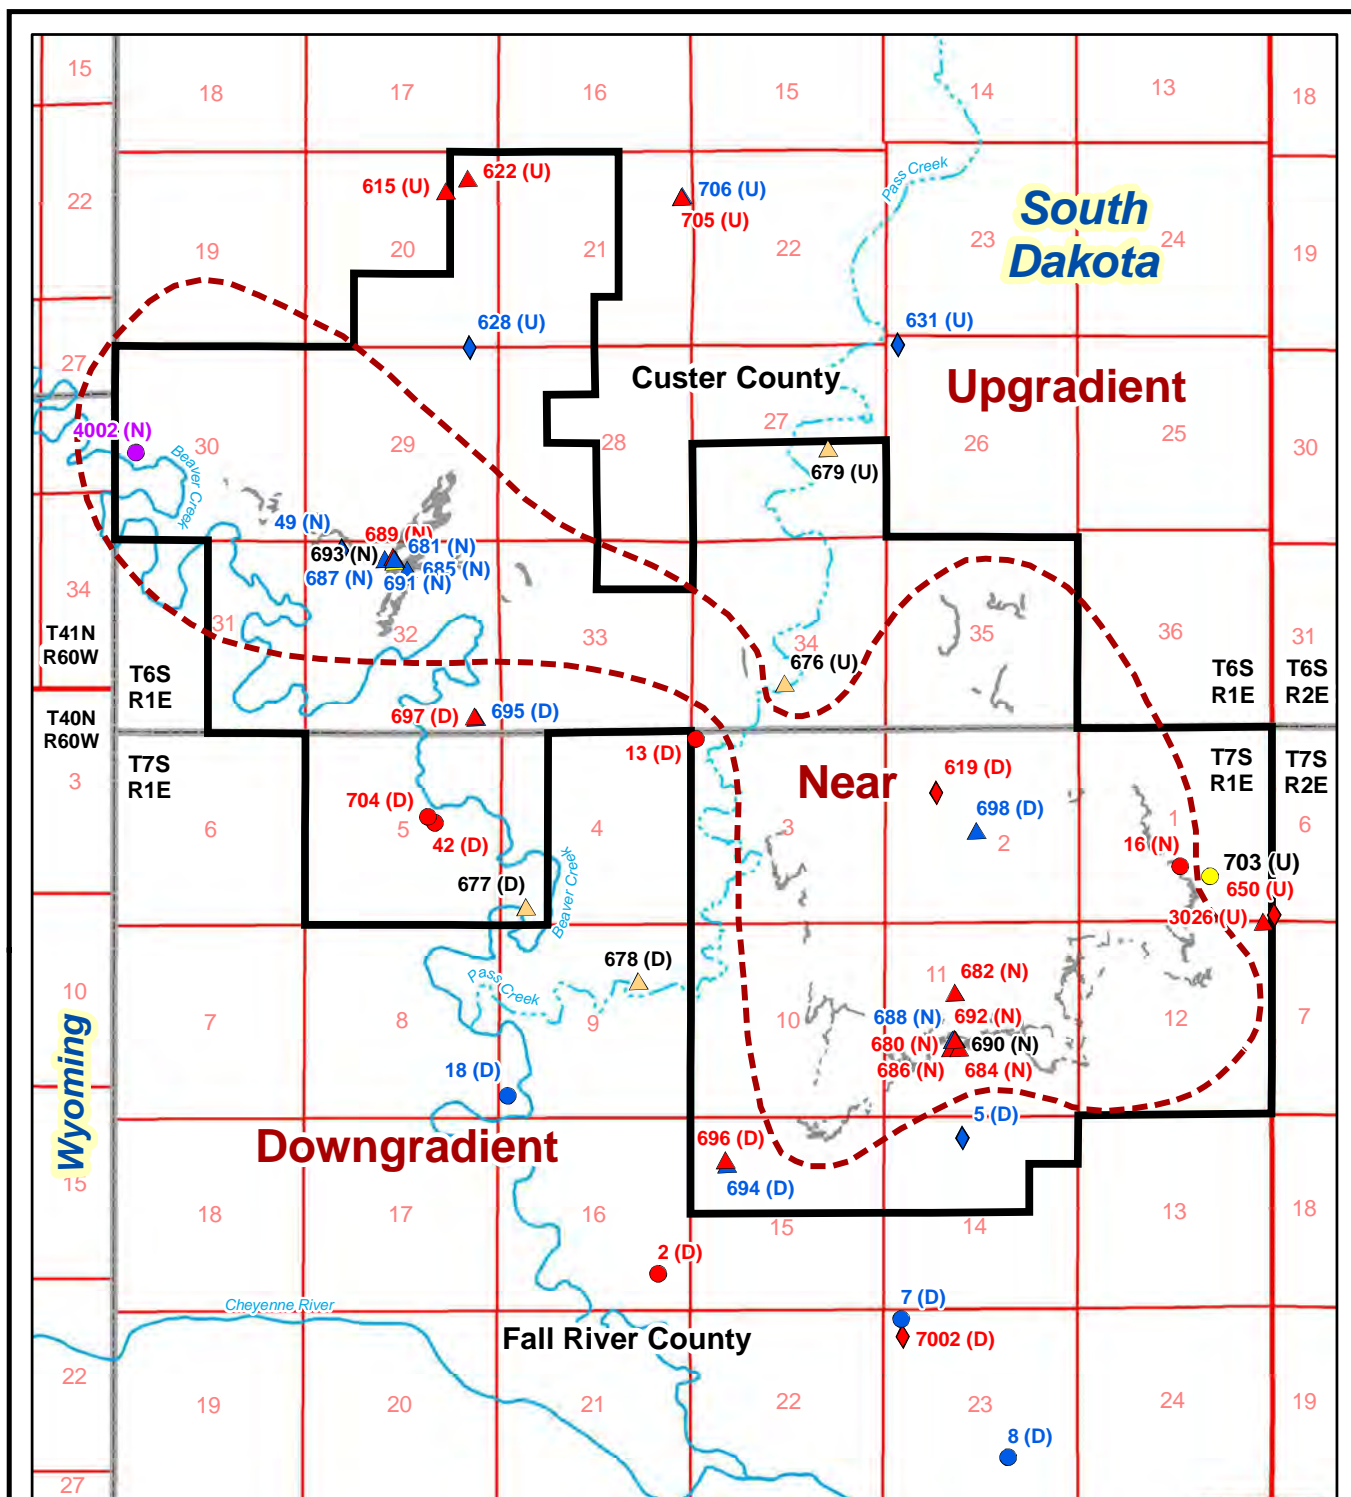 15
18
17
16
15
14
13
18
622 (U)
615 (U)
706 (U)
705 (U)
Pass Creek
22
South
Dakota
19
20
21
22
23
24
19
628 (U)
631 (U)
27
Custer County
Upgradient
4002 (N)
30
29
28
27
26
25
30
Beaver Creek
679 (U)
49 (N)
689 (N)
693 (N)
681 (N)
687 (N)
685 (N)
691 (N)
34
31
32
33
34
35
36
31
T41N
R60W
T6S
R1E
676 (U)
T6S
R1E
T6S
R2E
697 (D)
695 (D)
T40N
R60W
13 (D)
T7S
R1E
Near
619 (D)
T7S
R1E
T7S
R2E
3
704 (D)
698 (D)
6
5
42 (D)
4
3
2
1
6
16 (N)
703 (U)
677 (D)
Beaver Creek
650 (U)
3026 (U)
678 (D)
Pass Creek
11
682 (N)
10
7
8
9
10
688 (N)
692 (N)
12
7
680 (N)
690 (N)
686 (N)
684 (N)
18 (D)
Wyoming
Downgradient
5 (D)
696 (D)
694 (D)
15
18
17
16
15
14
13
18
2 (D)
Cheyenne River
7 (D)
Fall River County
7002 (D)
22
19
20
21
22
23
24
19
8 (D)
27